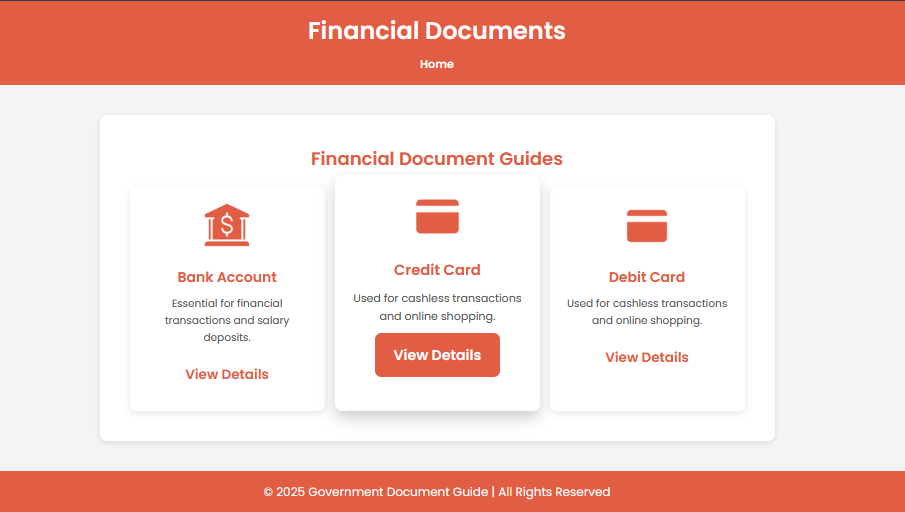 Financial Documents
Home
Financial Document Guides
$
Bank Account
Essential for financial
transactions and salary
deposits.
View Details
Credit Card
Used for cashless transactions
and online shopping.
View Details
Debit Card
Used for cashless transactions
and online shopping.
View Details
© 2025 Government Document Guide | All Rights Reserved